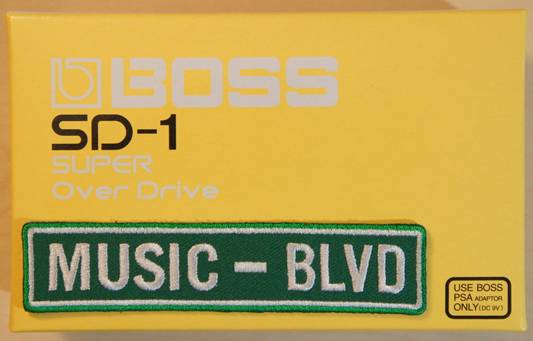 BOSS
SD-1
SUPER
Over Drive
MUSIC - BLVD
USE BOSS
PSA ADAPTOR
ONLY (DC 9V)